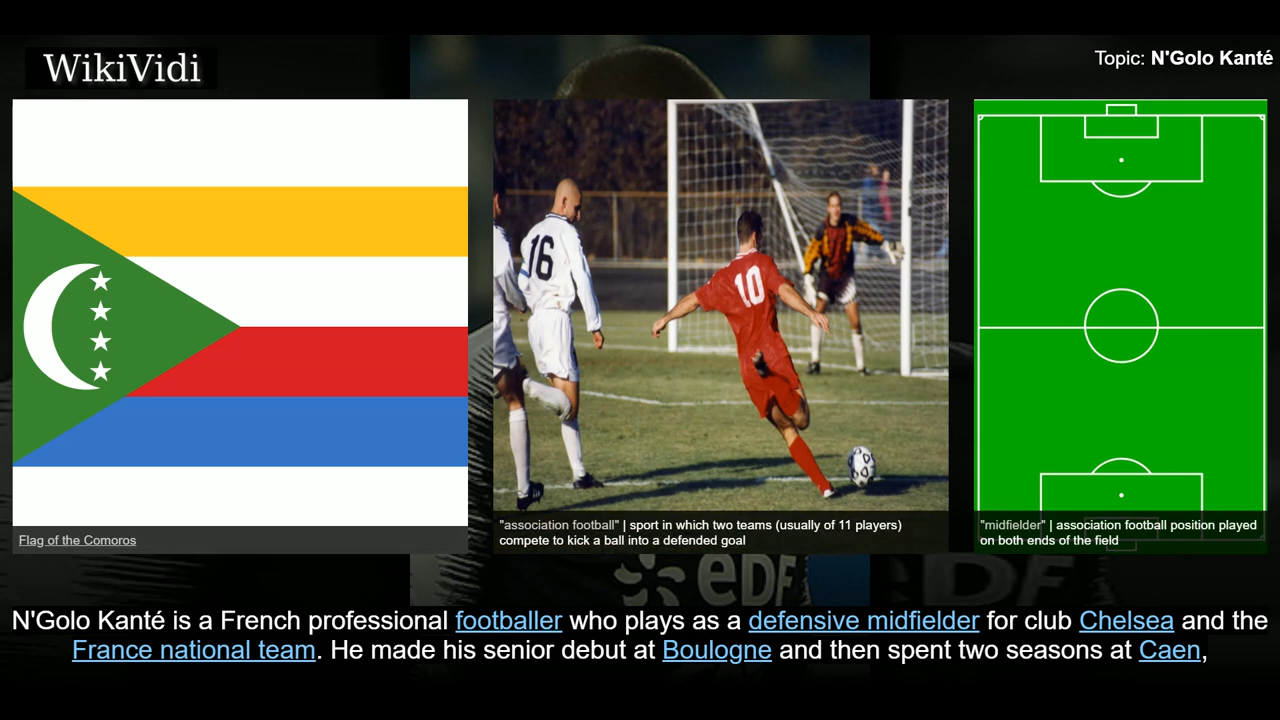 WikiVidi
Topic: N'Golo Kanté
16
10
Flag of the Comoros
"association football" | sport in which two teams (usually of 11 players)
compete to kick a ball into a defended goal
"midfielder" | association football position played
on both ends of the field
eDF
N'Golo Kanté is a French professional footballer who plays as a defensive midfielder for club Chelsea and the
France national team. He made his senior debut at Boulogne and then spent two seasons at Caen,